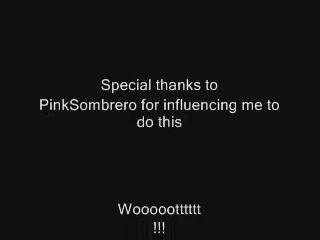 Special thanks to
PinkSombrero for influencing me to
do this
Wooooottttttt
!!!